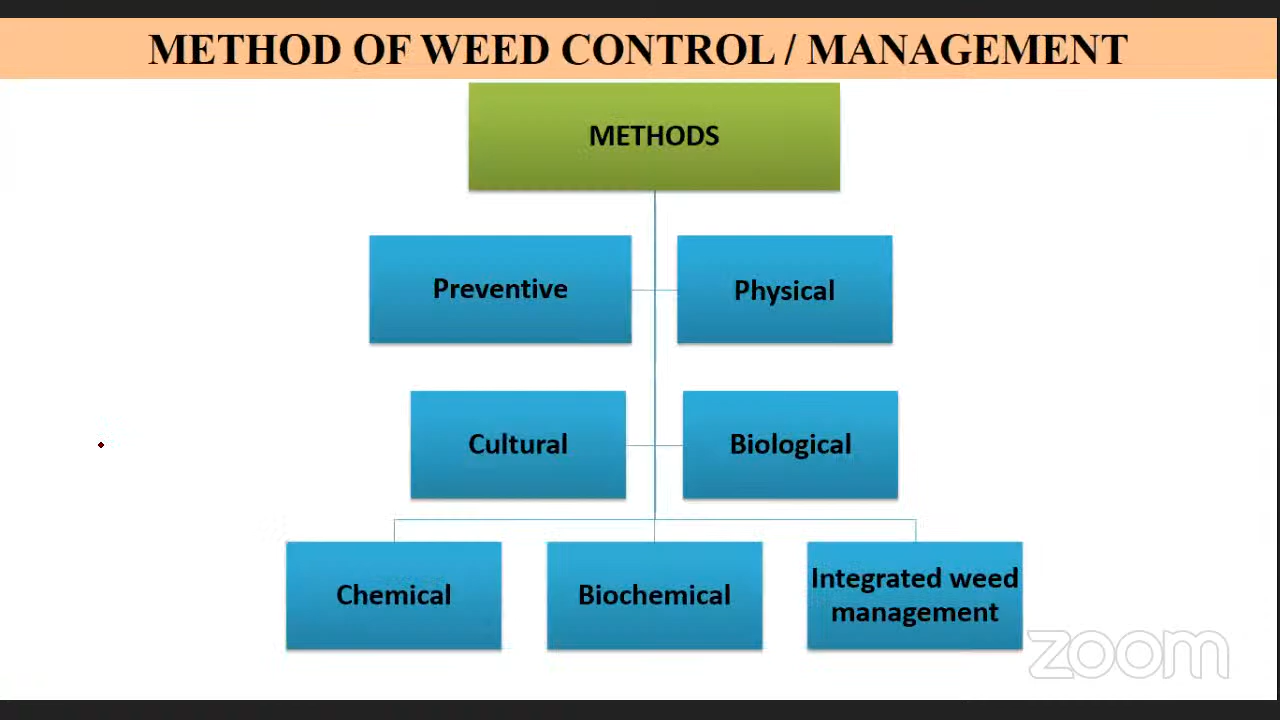 METHOD OF WEED CONTROL / MANAGEMENT
METHODS
Preventive
Physical
Cultural
Biological
Chemical
Biochemical
Integrated weed
management
zoom